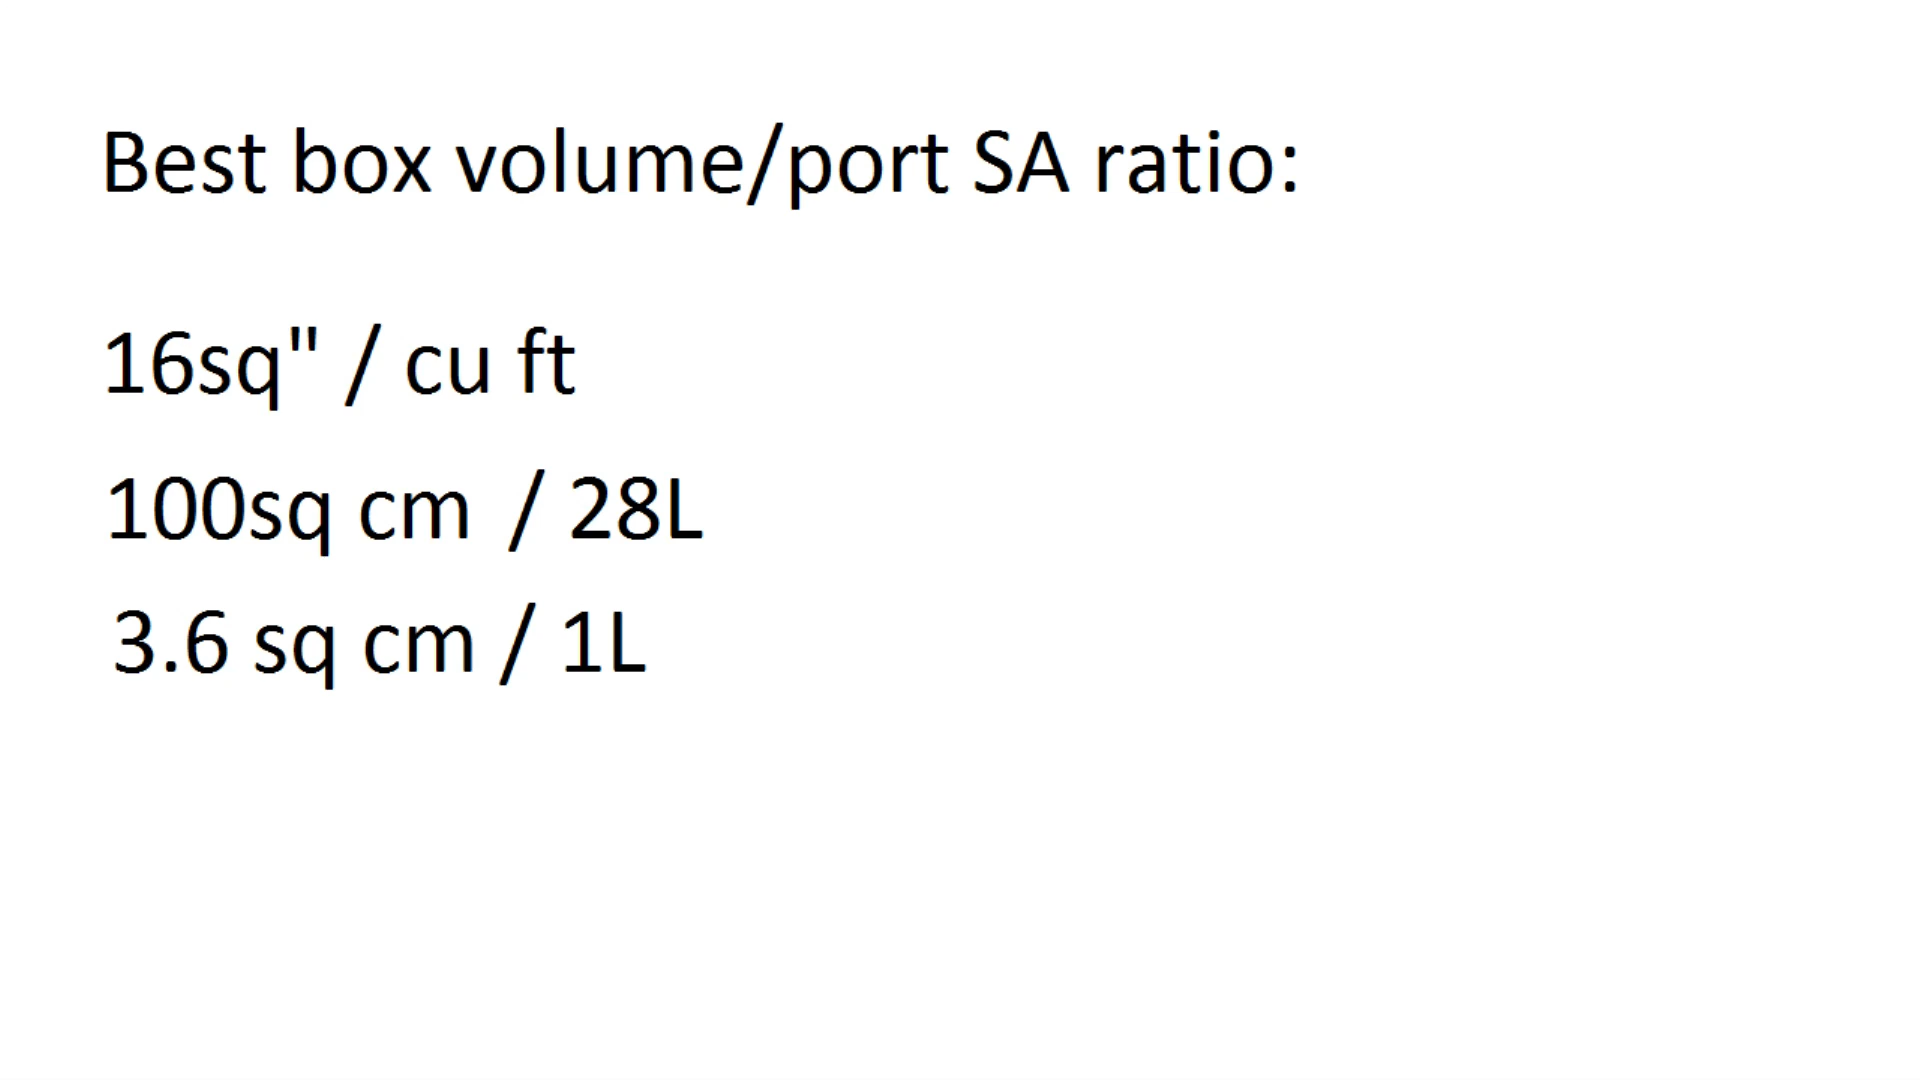 Best box volume/port SA ratio:
16sq" / cu ft
100sq cm / 28L
3.6 sq cm / 1L